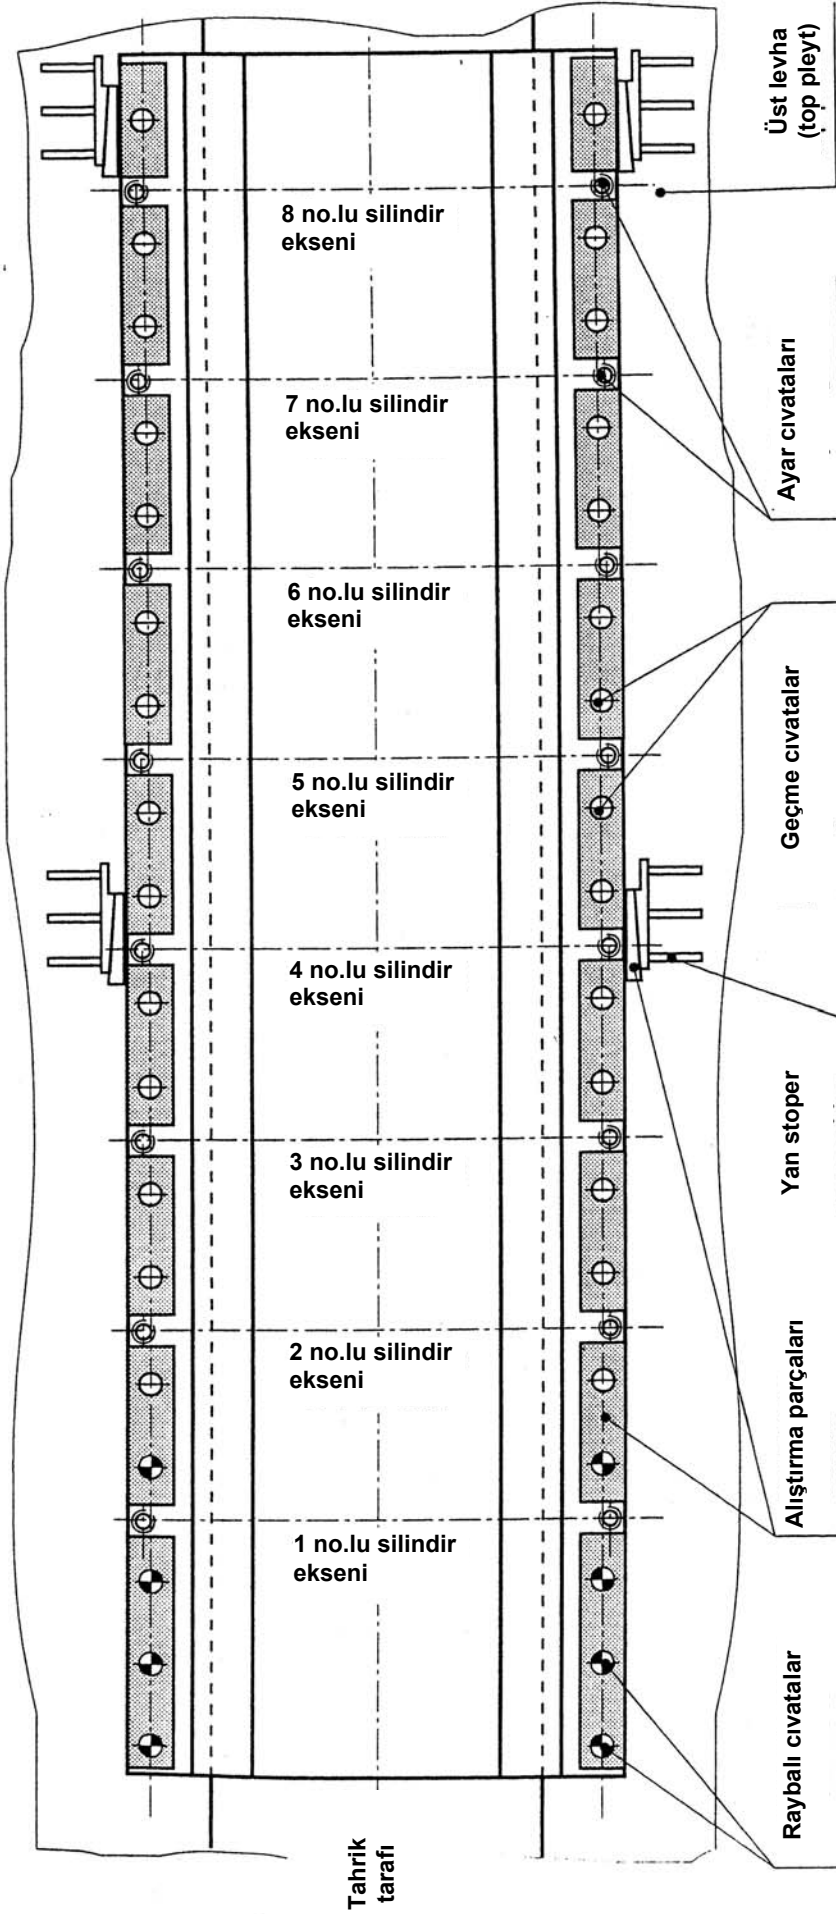 Üst levha
(top pleyt)
8 no.lu silindir
ekseni
7 no.lu silindir
ekseni
Ayar cıvataları
6 no.lu silindir
ekseni
5 no.lu silindir
ekseni
Geçme cıvatalar
4 no.lu silindir
ekseni
3 no.lu silindir
ekseni
Yan stoper
2 no.lu silindir
ekseni
Alıştırma parçaları
1 no.lu silindir
ekseni
Raybalı cıvatalar
Tahrik
tarafı